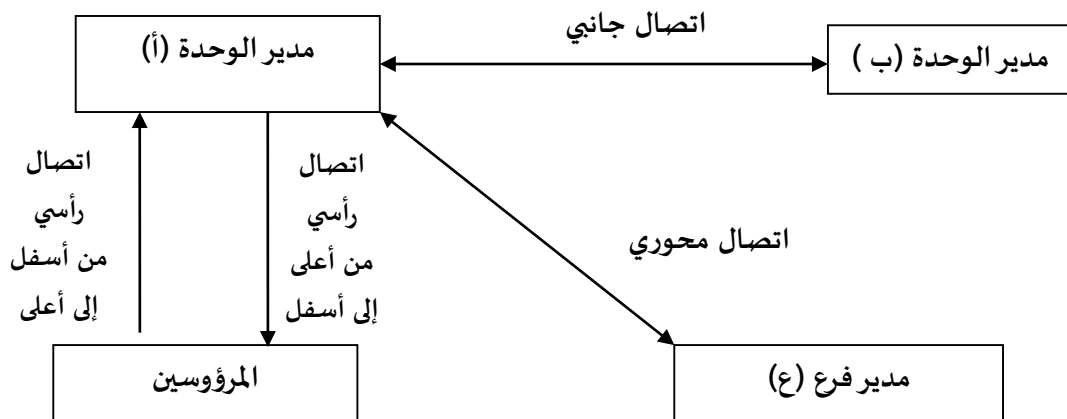 اتصال جانبي
مدير الوحدة (أ)
مدير الوحدة (ب )
اتصال
رأسي
من أعلى
إلى أسفل
اتصال
رأسي
من أسفل
إلى أعلى
اتصال محوري
المرؤوسين
مدير فرع (ع)